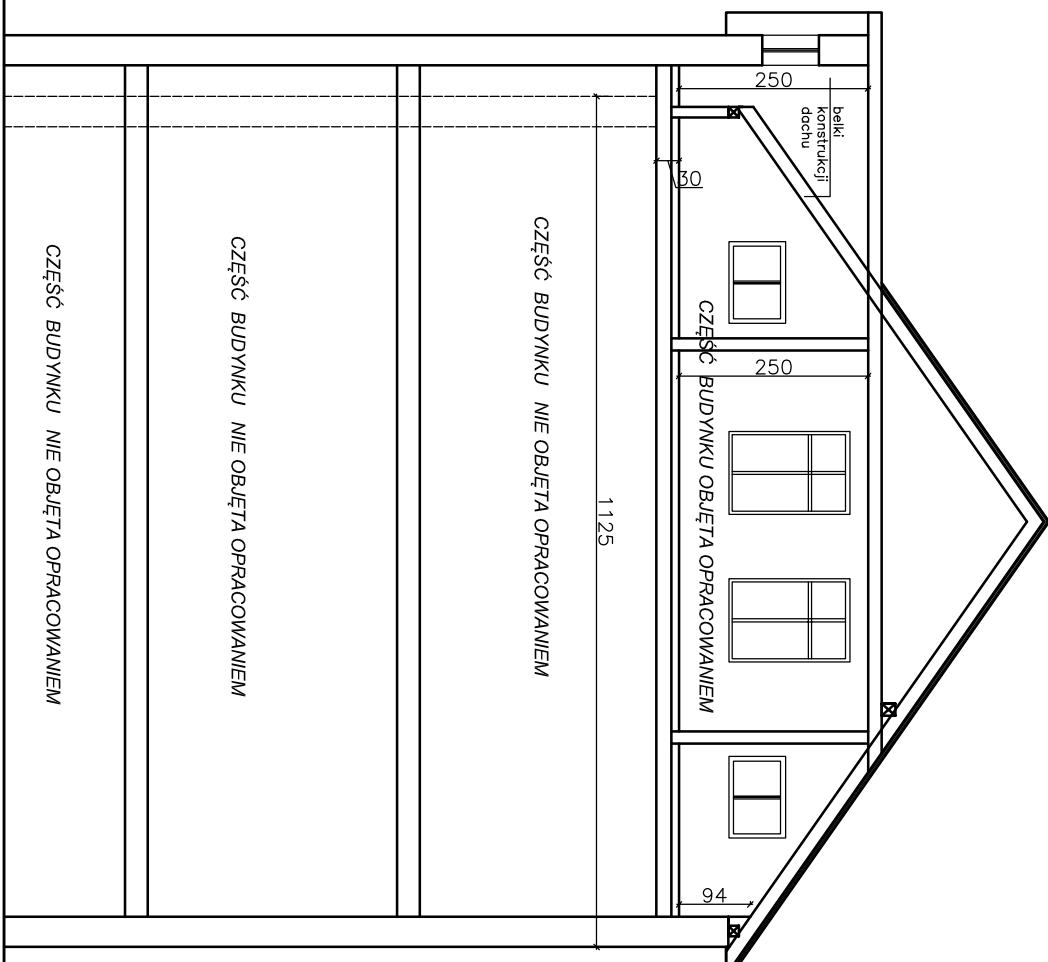 250
belki
konstrukcji
dachu
30
CZĘŚĆ BUDYNKU OBJĘTA OPRACOWANIEM
250
94
1125
CZĘŚĆ BUDYNKU NIE OBJĘTA OPRACOWANIEM
CZĘŚĆ BUDYNKU NIE OBJĘTA OPRACOWANIEM
CZĘŚĆ BUDYNKU NIE OBJĘTA OPRACOWANIEM